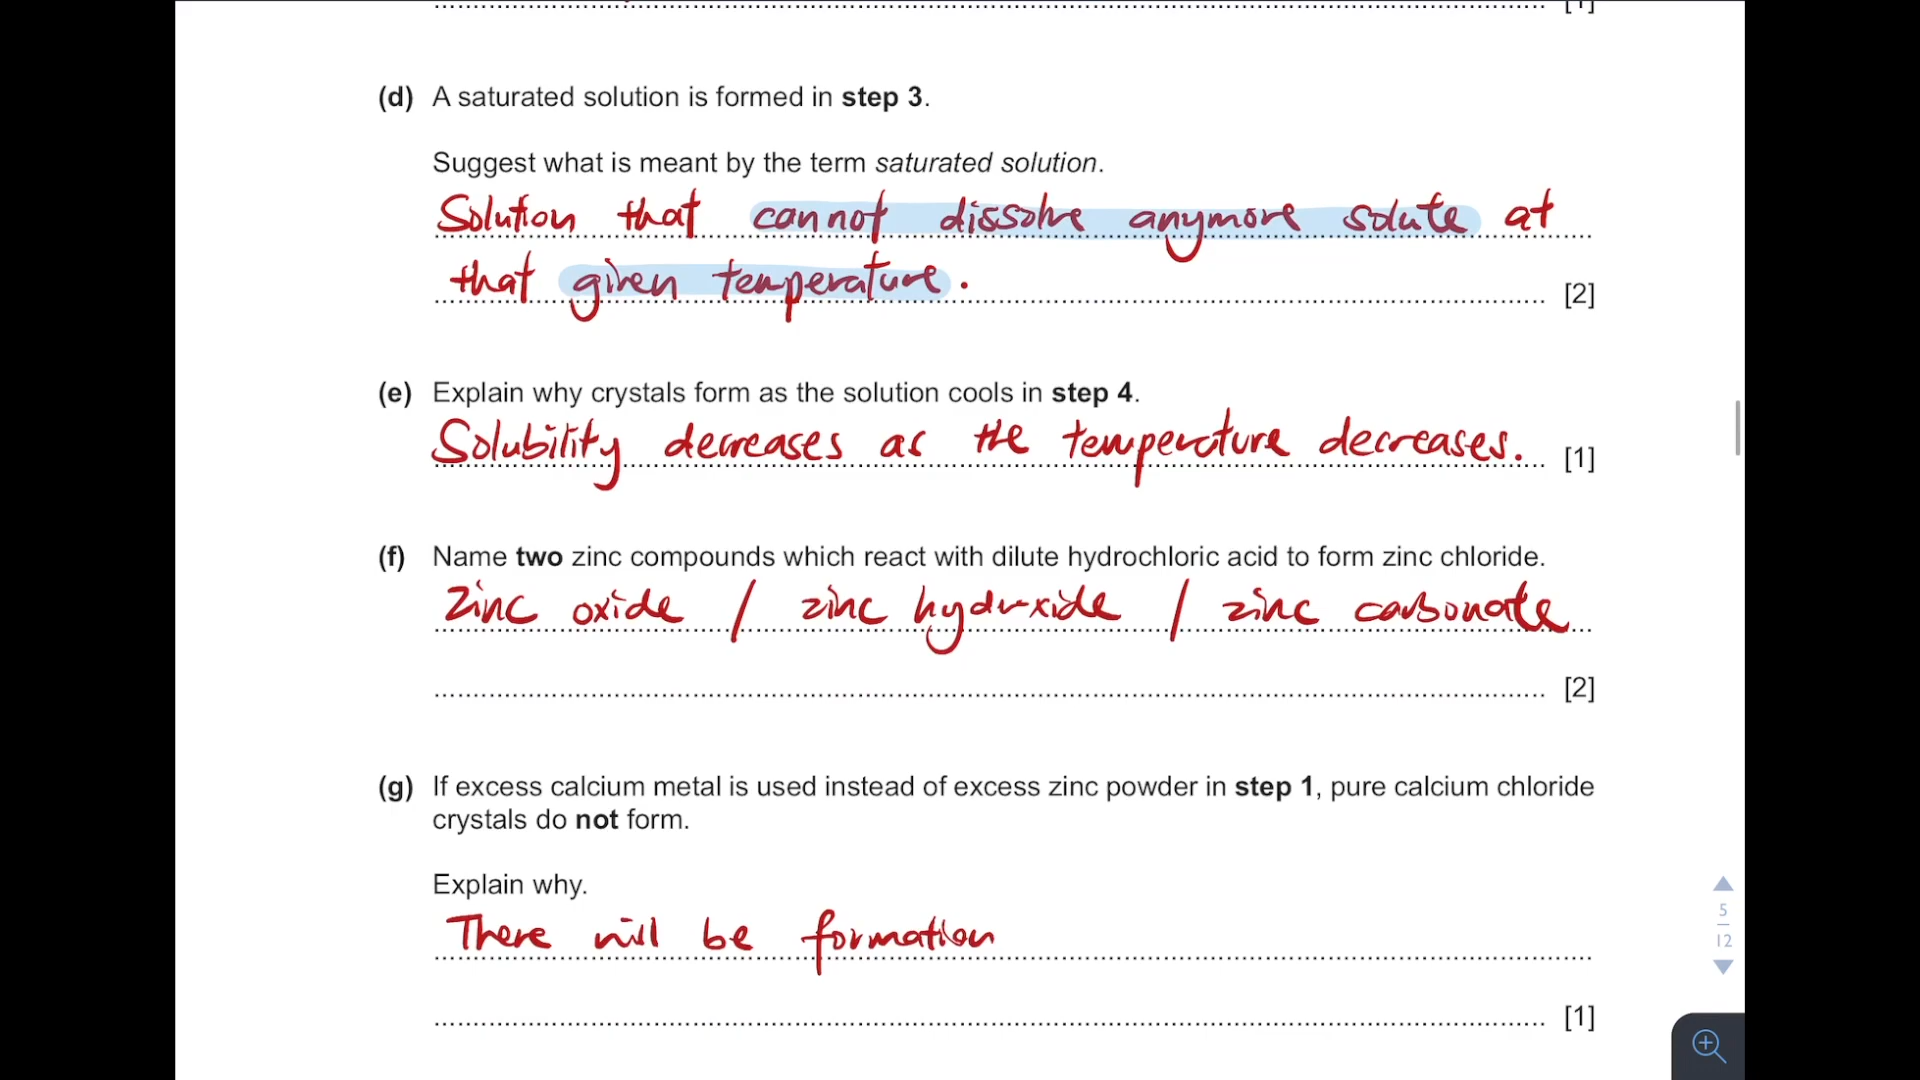 [1]
(d) A saturated solution is formed in step 3.
Suggest what is meant by the term saturated solution.
Solution that cannot dissolve anymore solute at
that given temperature. [2]
(e) Explain why crystals form as the solution cools in step 4.
Solubility decreases as the temperature decreases. [1]
(f) Name two zinc compounds which react with dilute hydrochloric acid to form zinc chloride.
Zinc oxide / zinc hydroxide / zinc carbonate
[2]
(g) If excess calcium metal is used instead of excess zinc powder in step 1, pure calcium chloride
crystals do not form.
Explain why.
There will be formation
[1]
5
12